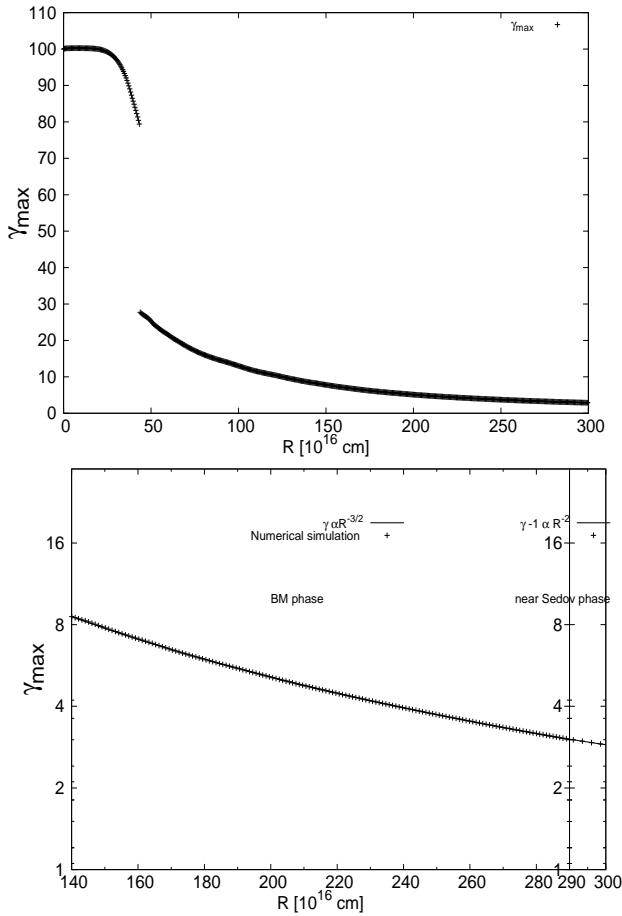 110
100
90
80
70
60
50
40
30
20
10
0
γmax
γmax
0 50 100 150 200 250 300
R [10^16 cm]
γ αR^-3/2
γ -1 α R^-2
Numerical simulation
16
16
BM phase
near Sedov phase
8
8
γmax
4
4
2
2
1
1
140 160 180 200 220 240 260 280 290 300
R [10^16 cm]